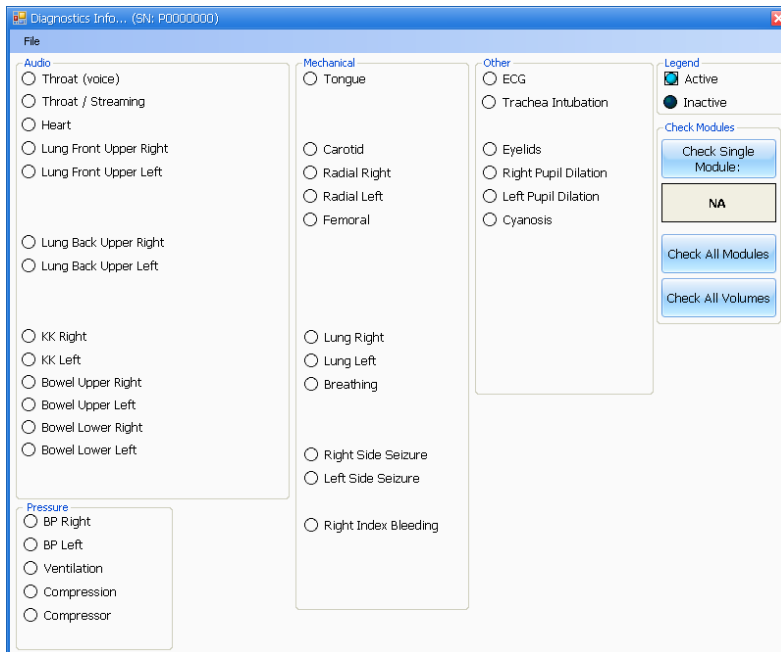 Diagnostics Info... (SN: P0000000)
File
Audio
Throat (voice)
Throat / Streaming
Heart
Lung Front Upper Right
Lung Front Upper Left
Lung Back Upper Right
Lung Back Upper Left
KK Right
KK Left
Bowel Upper Right
Bowel Upper Left
Bowel Lower Right
Bowel Lower Left
Pressure
BP Right
BP Left
Ventilation
Compression
Compressor
Mechanical
Tongue
Carotid
Radial Right
Radial Left
Femoral
Lung Right
Lung Left
Breathing
Right Side Seizure
Left Side Seizure
Right Index Bleeding
Other
ECG
Trachea Intubation
Eyelids
Right Pupil Dilation
Left Pupil Dilation
Cyanosis
Legend
Active
Inactive
Check Modules
Check Single
Module:
NA
Check All Modules
Check All Volumes